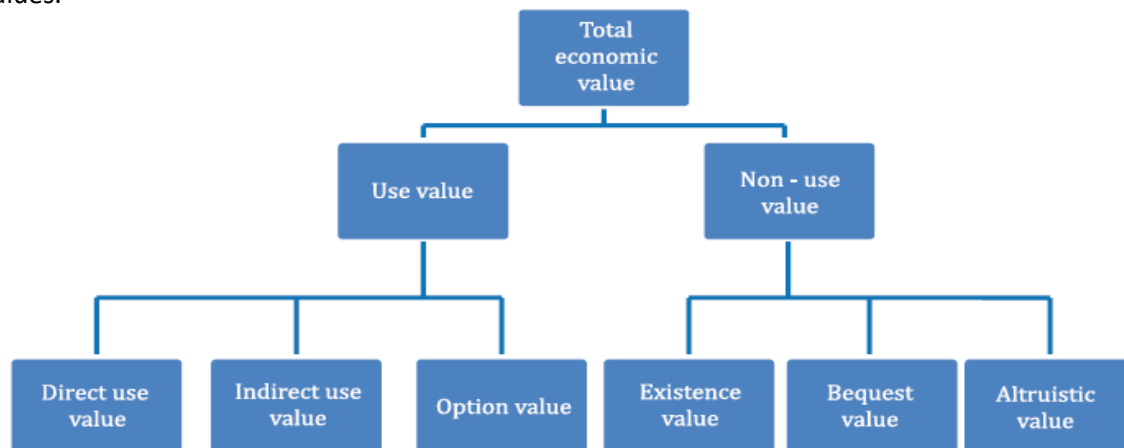 Total
economic
value
Use value
Non - use
value
Direct use
value
Indirect use
value
Option value
Existence
value
Bequest
value
Altruistic
value